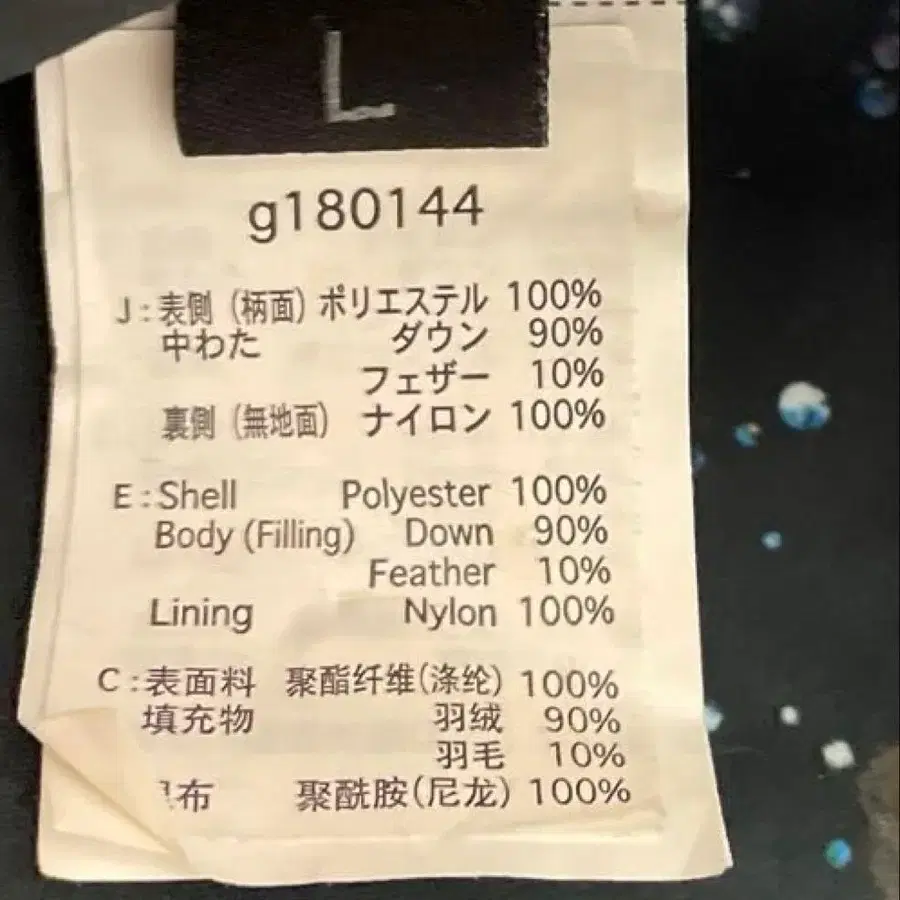 L
g180144
J:表側(柄面)ポリエステル 100%
中わた ダウン 90%
フェザー 10%
裏側(無地面) ナイロン 100%
E:Shell Polyester 100%
Body (Filling) Down 90%
Feather 10%
Lining Nylon 100%
C:表面料 聚酯纤维(涤纶) 100%
填充物 羽绒 90%
羽毛 10%
布 聚酰胺(尼龙) 100%